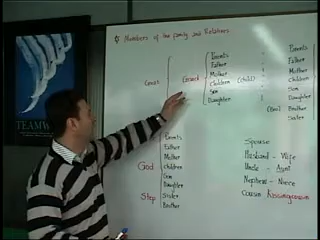 TEAMW
Members of the family and Relatives
Great
Grand
Parents
Father
Mother
Children (child)
Son
Daughter
Parents
Father
Mother
Children
Son
Daughter
Brother
Sister
God
Step
Parents
Father
Mother
Children
Son
Daughter
Sister
Brother
Spouse
Husband - Wife
Uncle - Aunt
Nephew - Niece
Cousin